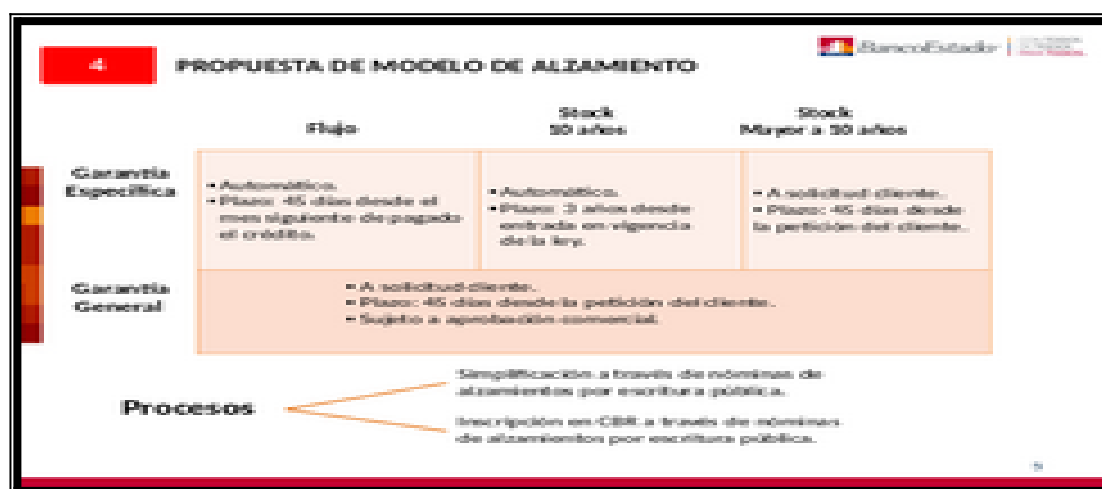 4 PROPUESTA DE MODELO DE ALZAMIENTO
BancoEstado
Flujo
Stock
10 años
Stock
Mayor a 10 años
Garantía
Específica
• Automático.
• Plazo: 45 días desde el
mes siguiente de pagado
el crédito.
• Automático.
• Plazo: 3 años desde
entrada en vigencia
de la ley.
• A solicitud cliente.
• Plazo: 45 días desde
la petición del cliente.
Garantía
General
• A solicitud cliente.
• Plazo: 45 días desde la petición del cliente.
• Sujeto a aprobación comercial.
Procesos
Simplificación a través de nóminas de
alzamientos por escritura pública.
Inscripción en CBR a través de nóminas
de alzamientos por escritura pública.